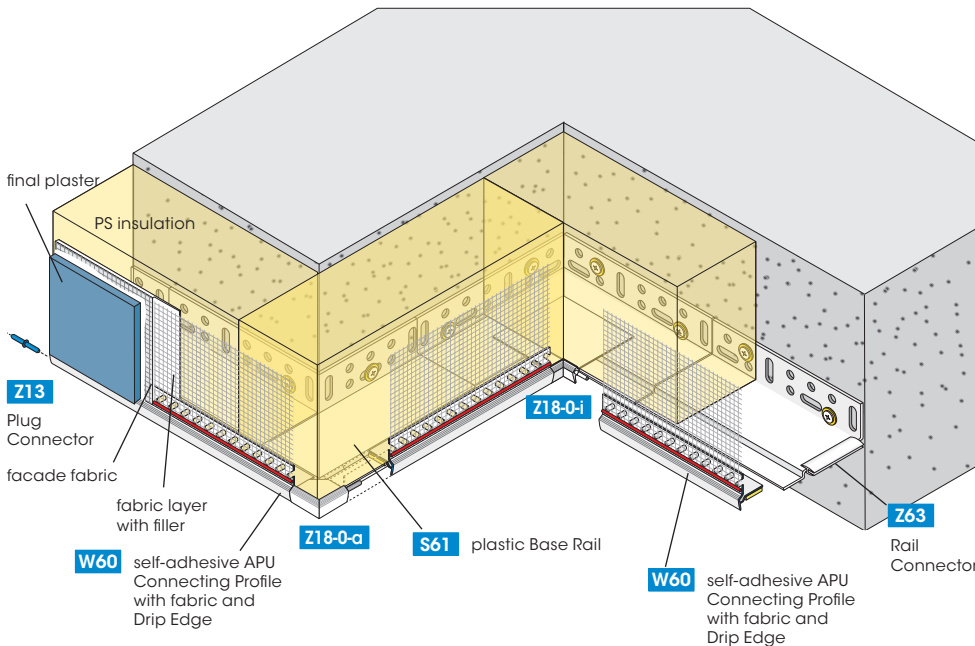 final plaster
PS insulation
Z13
Plug
Connector
facade fabric
fabric layer
with filler
W60
self-adhesive APU
Connecting Profile
with fabric and
Drip Edge
Z18-0-a
S61
plastic Base Rail
Z18-0-i
W60
self-adhesive APU
Connecting Profile
with fabric and
Drip Edge
Z63
Rail
Connector